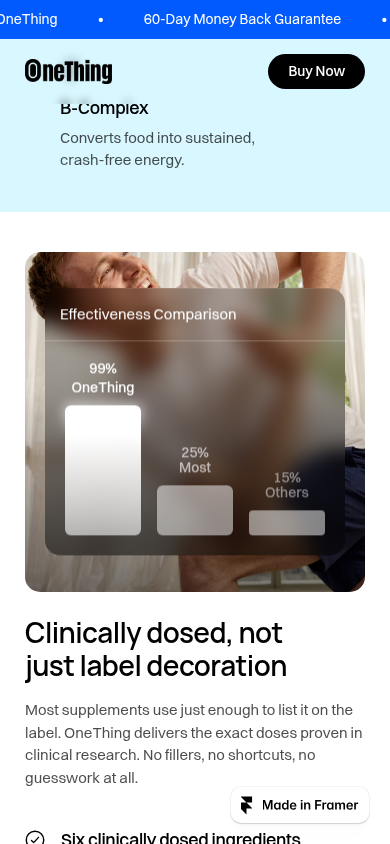 OneThing • 60-Day Money Back Guarantee •
OneThing
Buy Now
B-Complex
Converts food into sustained,
crash-free energy.
Effectiveness Comparison
99%
OneThing
25%
Most
15%
Others
Clinically dosed, not
just label decoration
Most supplements use just enough to list it on the
label. OneThing delivers the exact doses proven in
clinical research. No fillers, no shortcuts, no
guesswork at all.
Made in Framer
Six clinically dosed ingredients